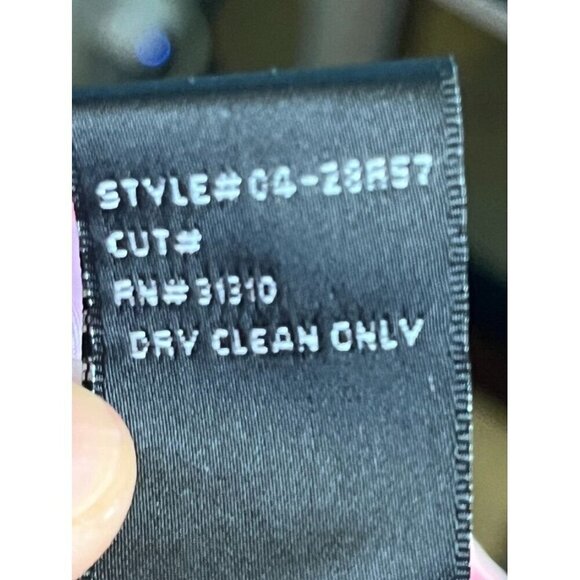 STYLE# 04-28R57
CUT#
RN# 31310
DRY CLEAN ONLY